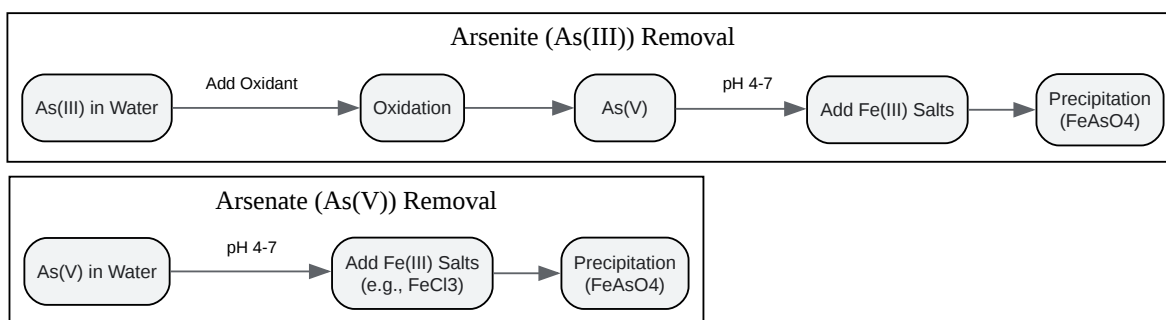 Arsenite (As(III)) Removal
As(III) in Water
Add Oxidant
Oxidation
As(V)
pH 4-7
Add Fe(III) Salts
Precipitation
(FeAsO4)
Arsenate (As(V)) Removal
As(V) in Water
pH 4-7
Add Fe(III) Salts
(e.g., FeCl3)
Precipitation
(FeAsO4)